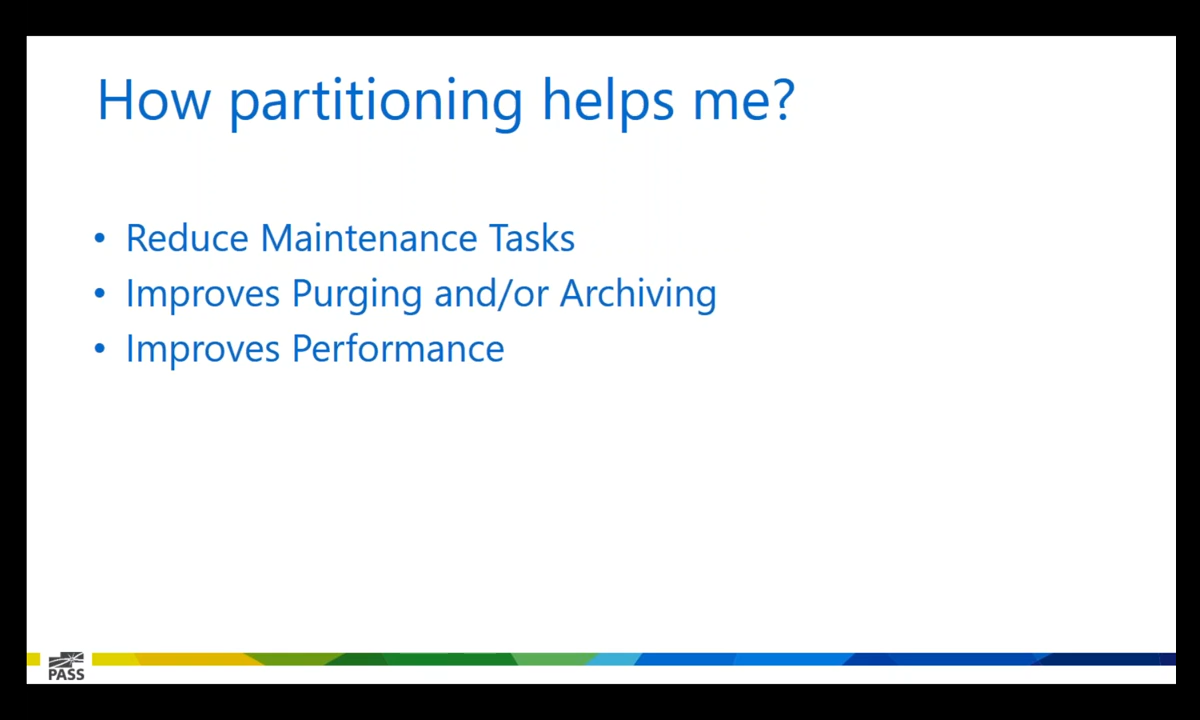 How partitioning helps me?
• Reduce Maintenance Tasks
• Improves Purging and/or Archiving
• Improves Performance
PASS